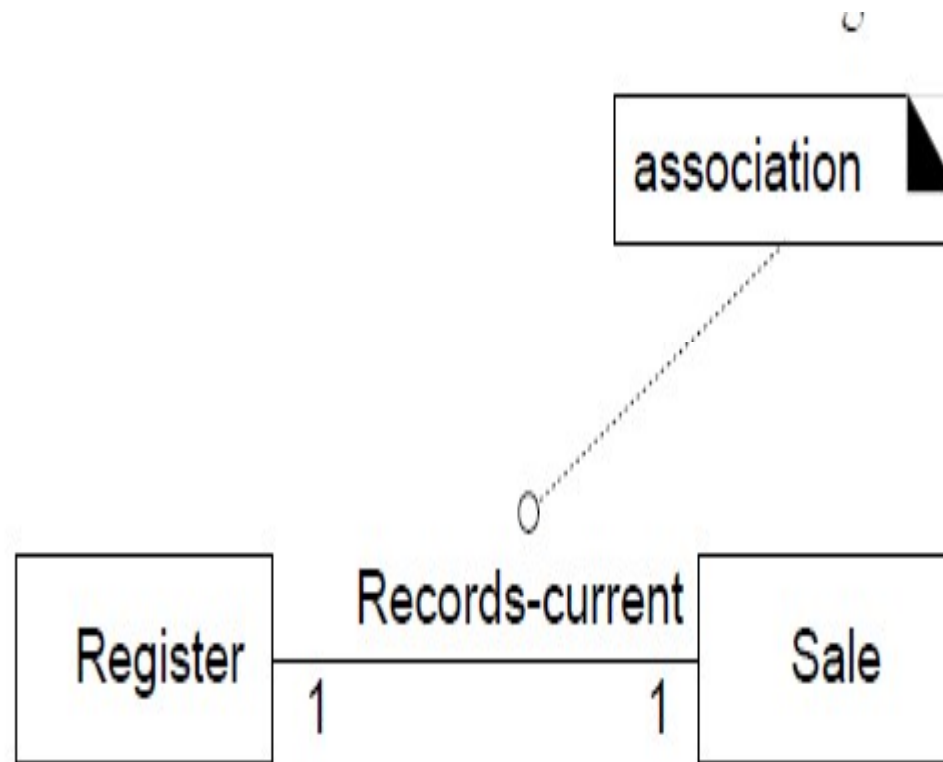 association
Records-current
Register
Sale
1
1